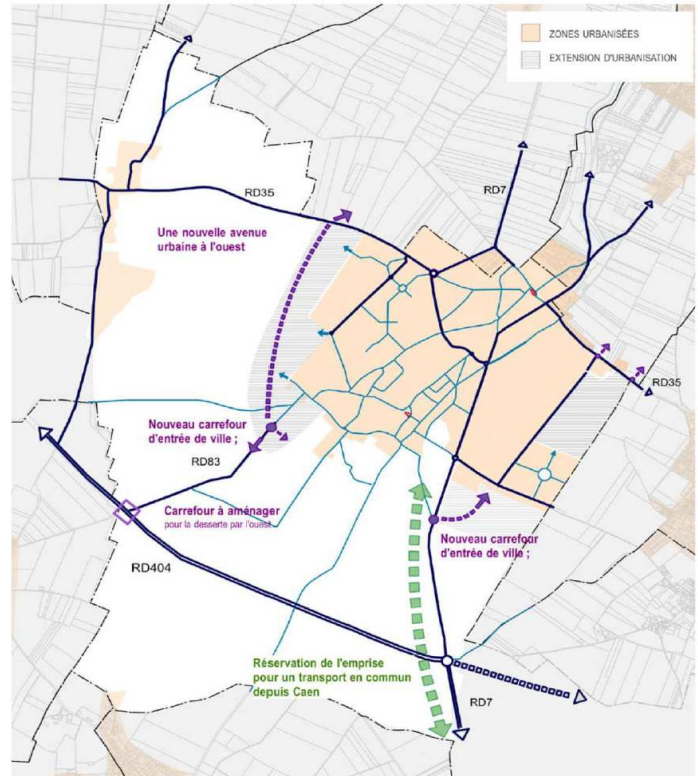 ZONES URBANISÉES
EXTENSION D'URBANISATION
RD35
RD7
Une nouvelle avenue
urbaine à l'ouest
RD35
Nouveau carrefour
d'entrée de ville ;
RD83
Carrefour à aménager
pour la desserte par l'ouest
Nouveau carrefour
d'entrée de ville ;
RD404
Réservation de l'emprise
pour un transport en commun
depuis Caen
RD7